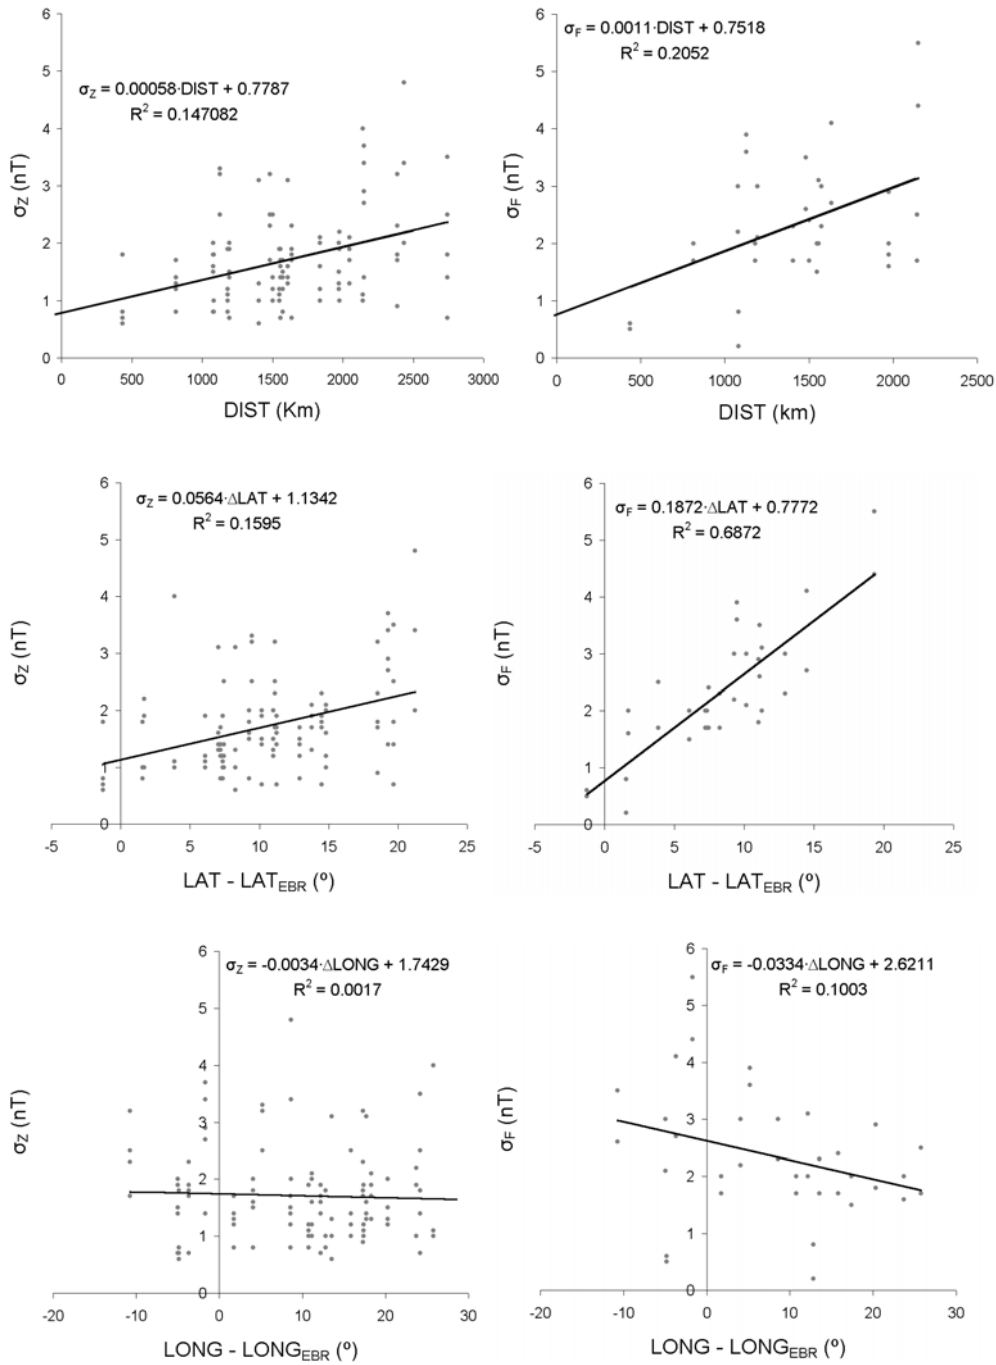 σZ = 0.00058·DIST + 0.7787
R² = 0.147082
6
5
4
3
2
1
0
σZ (nT)
0 500 1000 1500 2000 2500 3000
DIST (Km)
σF = 0.0011·DIST + 0.7518
R² = 0.2052
6
5
4
3
2
1
0
σF (nT)
0 500 1000 1500 2000 2500
DIST (km)
σZ = 0.0564·ΔLAT + 1.1342
R² = 0.1595
6
5
4
3
2
1
0
σZ (nT)
-5 0 5 10 15 20 25
LAT - LATEBR (º)
σF = 0.1872·ΔLAT + 0.7772
R² = 0.6872
6
5
4
3
2
1
0
σF (nT)
-5 0 5 10 15 20 25
LAT - LATEBR (º)
σZ = -0.0034·ΔLONG + 1.7429
R² = 0.0017
6
5
4
3
2
1
0
σZ (nT)
-10 0 10 20 30
LONG - LONGEBR (º)
σF = -0.0334·ΔLONG + 2.6211
R² = 0.1003
6
5
4
3
2
1
0
σF (nT)
-20 -10 0 10 20 30
LONG - LONGEBR (º)